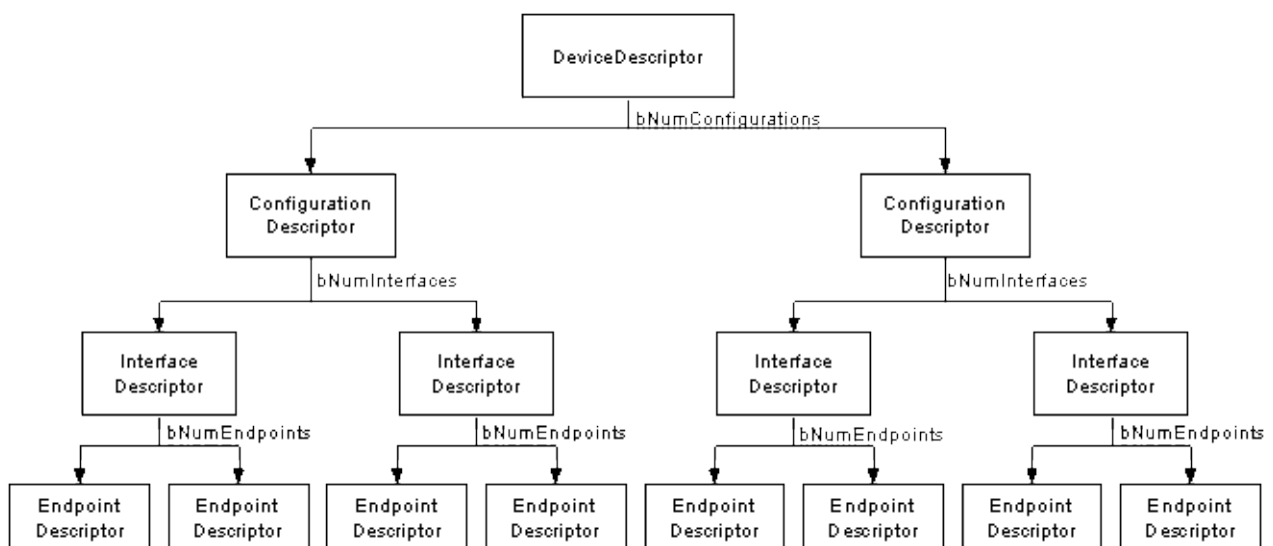 DeviceDescriptor
bNumConfigurations
Configuration
Descriptor
Configuration
Descriptor
bNumInterfaces
bNumInterfaces
Interface
Descriptor
Interface
Descriptor
Interface
Descriptor
Interface
Descriptor
bNumEndpoints
bNumEndpoints
bNumEndpoints
bNumEndpoints
Endpoint
Descriptor
Endpoint
Descriptor
Endpoint
Descriptor
Endpoint
Descriptor
Endpoint
Descriptor
Endpoint
Descriptor
Endpoint
Descriptor
Endpoint
Descriptor